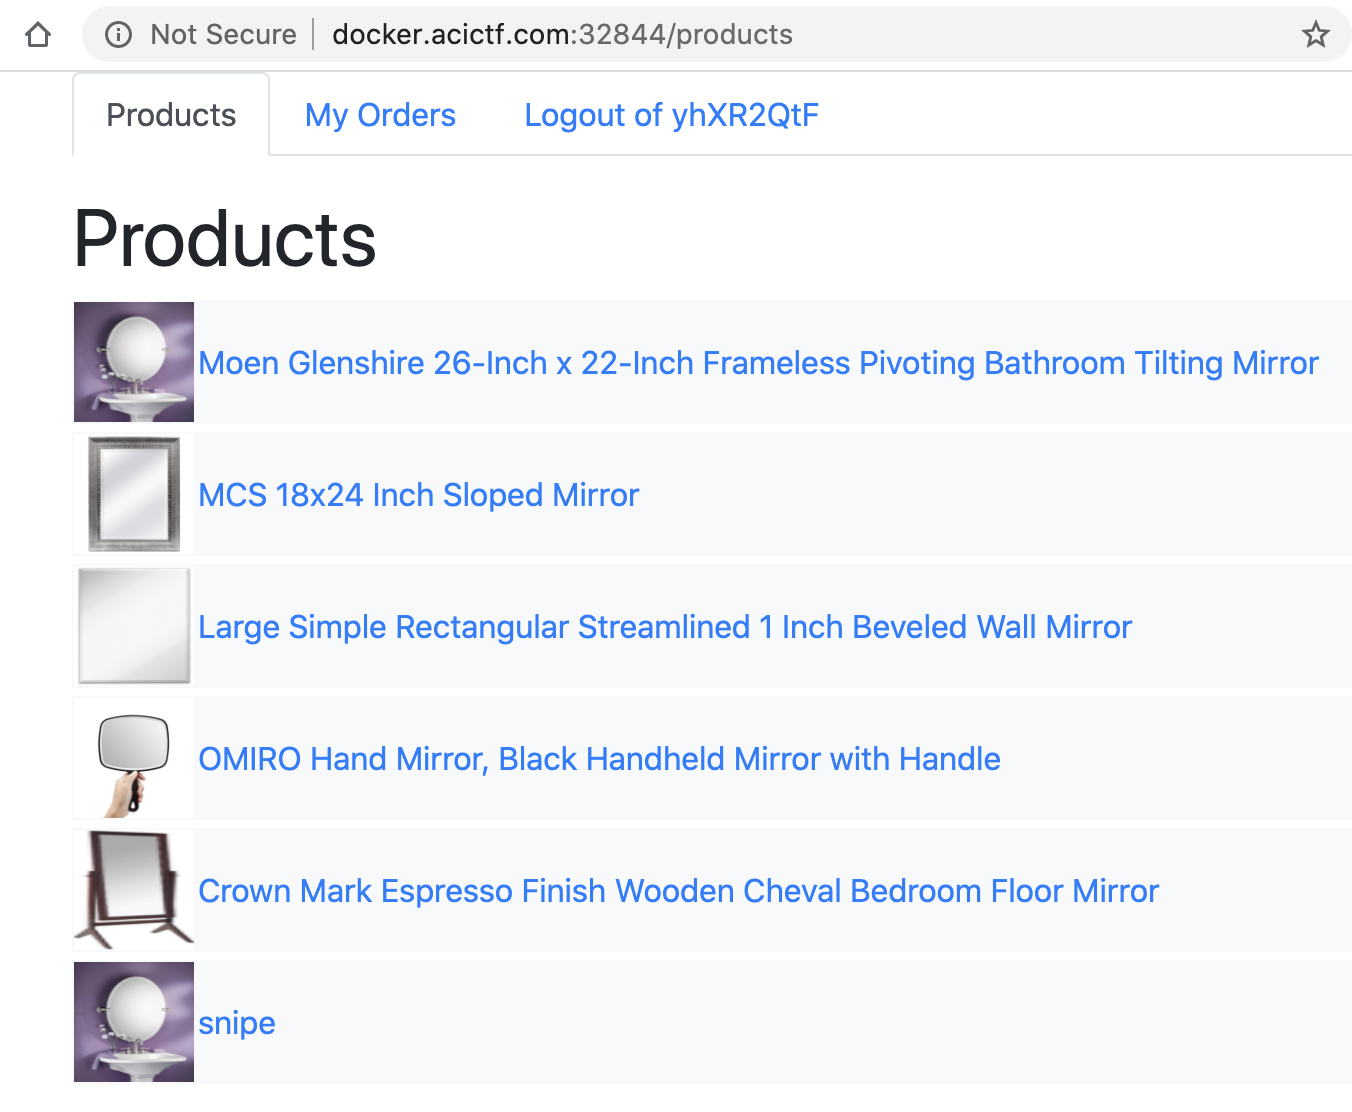 Not Secure | docker.acictf.com:32844/products
Products My Orders Logout of yhXR2QtF
Products
Moen Glenshire 26-Inch x 22-Inch Frameless Pivoting Bathroom Tilting Mirror
MCS 18x24 Inch Sloped Mirror
Large Simple Rectangular Streamlined 1 Inch Beveled Wall Mirror
OMIRO Hand Mirror, Black Handheld Mirror with Handle
Crown Mark Espresso Finish Wooden Cheval Bedroom Floor Mirror
snipe